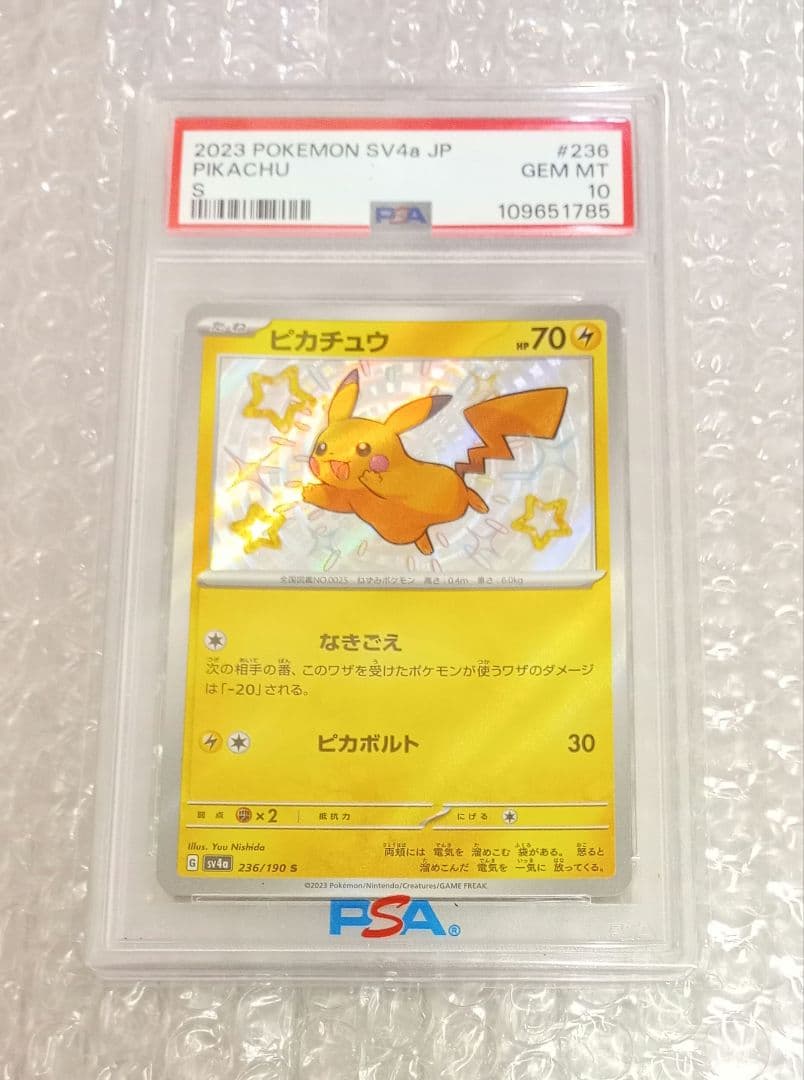 2023 POKEMON SV4a JP #236
PIKACHU GEM MT
S 10
PSA 109651785
たね ピカチュウ HP 70
全国図鑑NO.0025 ねずみポケモン 高さ:0.4m 重さ:6.0kg
なきごえ
次の相手の番、このワザを受けたポケモンが使うワザのダメージ
は「-20」される。
ピカボルト 30
弱点 ×2 抵抗力 にげる
Illus. Yuu Nishida
両頬には 電気を 溜めこむ 袋がある。 怒ると
溜めこんだ 電気を 一気に 放ってくる。
G sv4a 236/190 S
©2023 Pokémon/Nintendo/Creatures/GAME FREAK.
PSA®